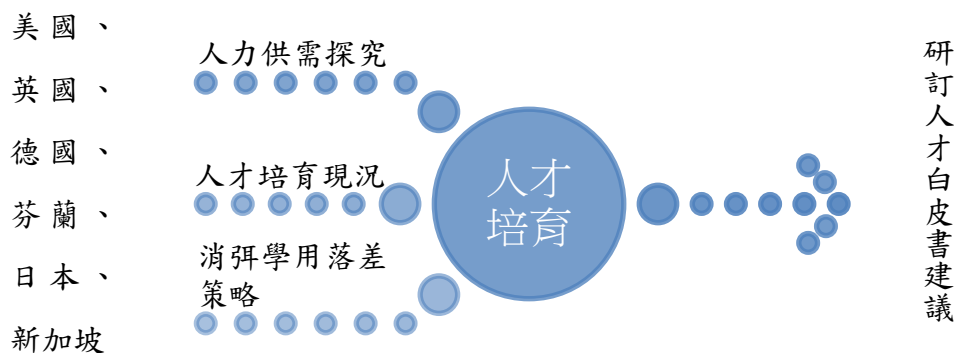 美國、
英國、
德國、
芬蘭、
日本、
新加坡
人力供需探究
人才培育現況
消弭學用落差
策略
人才
培育
研訂人才白皮書建議